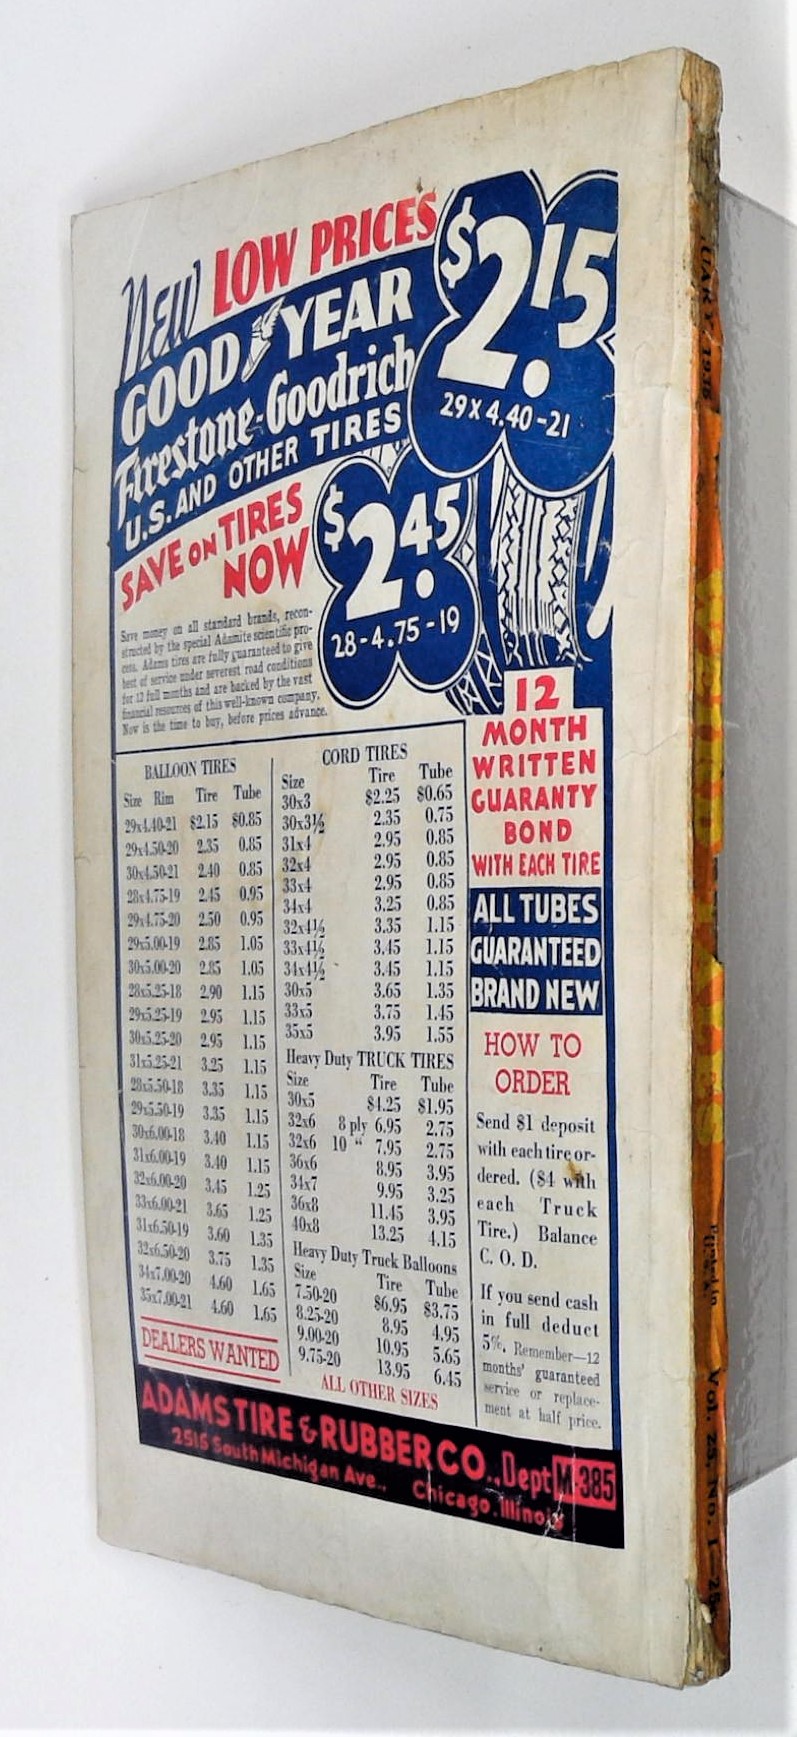 NEW LOW PRICES
GOOD YEAR
Firestone-Goodrich
U.S. AND OTHER TIRES
$2.15
29x4.40-21
SAVE ON TIRES
NOW
$2.45
28-4.75-19
Save money on all standard brands, recon-
structed by the special Adamite scientific pro-
cess. Adams tires are fully guaranteed to give
best of service under severest road conditions
for 12 full months and are backed by the vast
financial resources of this well-known company.
Now is the time to buy, before prices advance.
BALLOON TIRES
Size Rim Tire Tube
29x4.40-21 $2.15 $0.85
29x4.50-20 2.35 0.85
30x4.50-21 2.40 0.85
28x4.75-19 2.45 0.95
29x4.75-20 2.50 0.95
29x5.00-19 2.85 1.05
30x5.00-20 2.85 1.05
28x5.25-18 2.90 1.15
29x5.25-19 2.95 1.15
30x5.25-20 2.95 1.15
31x5.25-21 3.25 1.15
28x5.50-18 3.35 1.15
29x5.50-19 3.35 1.15
30x6.00-18 3.40 1.15
31x6.00-19 3.40 1.15
32x6.00-20 3.45 1.25
33x6.00-21 3.65 1.25
31x6.50-19 3.60 1.35
32x6.50-20 3.75 1.35
34x7.00-20 4.60 1.65
35x7.00-21 4.60 1.65
DEALERS WANTED
CORD TIRES
Size Tire Tube
30x3 $2.25 $0.65
30x3½ 2.35 0.75
31x4 2.95 0.85
32x4 2.95 0.85
33x4 2.95 0.85
34x4 3.25 0.85
32x4½ 3.35 1.15
33x4½ 3.45 1.15
34x4½ 3.45 1.15
30x5 3.65 1.35
33x5 3.75 1.45
35x5 3.95 1.55
Heavy Duty TRUCK TIRES
Size Tire Tube
30x5 $4.25 $1.95
32x6 8 ply 6.95 2.75
32x6 10 " 7.95 2.75
36x6 8.95 3.95
34x7 9.95 3.25
36x8 11.45 3.95
40x8 13.25 4.15
Heavy Duty Truck Balloons
Size Tire Tube
7.50-20 $6.95 $3.75
8.25-20 8.95 4.95
9.00-20 10.95 5.65
9.75-20 13.95 6.45
ALL OTHER SIZES
12
MONTH
WRITTEN
GUARANTY
BOND
WITH EACH TIRE
ALL TUBES
GUARANTEED
BRAND NEW
HOW TO
ORDER
Send $1 deposit
with each tire or-
dered. ($4 with
each Truck
Tire.) Balance
C. O. D.
If you send cash
in full deduct
5%. Remember—12
months' guaranteed
service or replace-
ment at half price.
ADAMS TIRE & RUBBER CO., Dept M-385
2515 South Michigan Ave., Chicago, Illinois
WEIRD TALES
Printed in
Vol. 25, No. 1